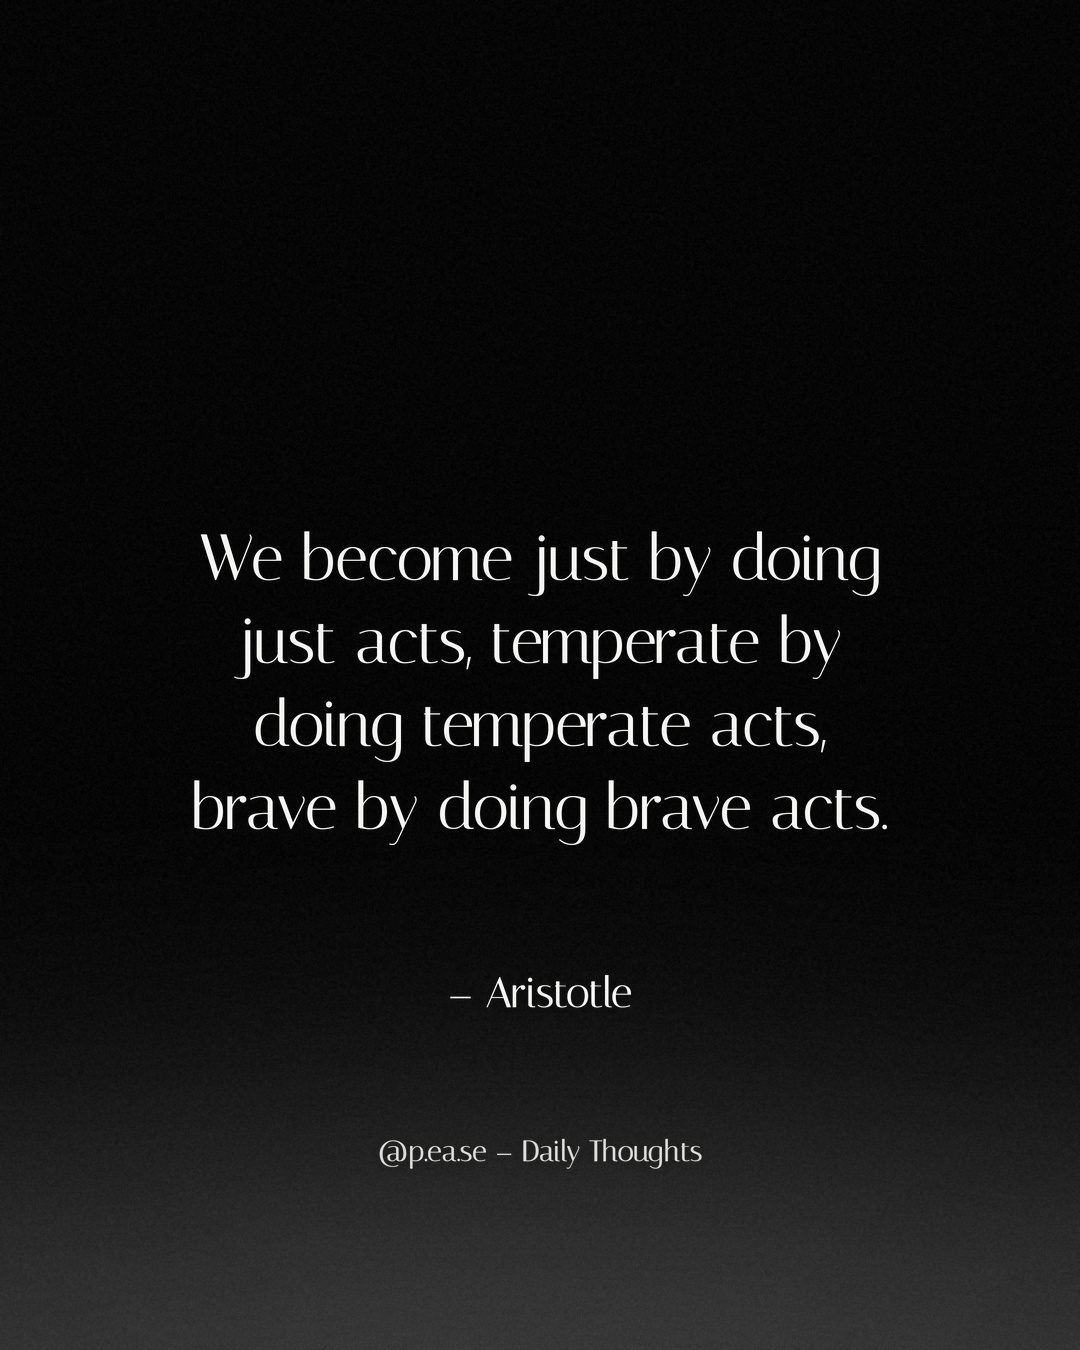 We become just by doing
just acts, temperate by
doing temperate acts,
brave by doing brave acts.
– Aristotle
@p.ea.se – Daily Thoughts